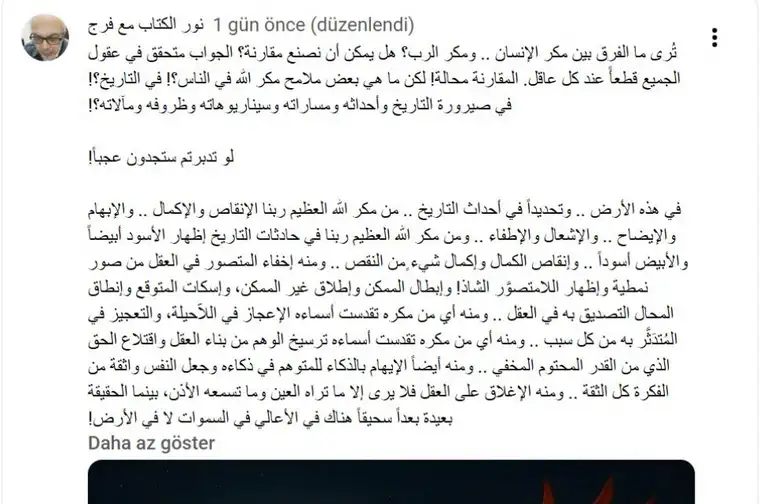 نور الكتاب مع فرج 1 gün önce (düzenlendi)
تُرى ما الفرق بين مكر الإنسان .. ومكر الرب؟ هل يمكن أن نصنع مقارنة؟ الجواب متحقق في عقول
الجميع قطعاً عند كل عاقل. المقارنة محالة! لكن ما هي بعض ملامح مكر الله في الناس؟! في التاريخ؟!
في صيرورة التاريخ وأحداثه ومساراته وسيناريوهاته وظروفه ومآلاته؟!
لو تدبرتم ستجدون عجباً!
في هذه الأرض .. وتحديداً في أحداث التاريخ .. من مكر الله العظيم ربنا الإنقاص والإكمال .. والإبهام
والإيضاح .. والإشعال والإطفاء .. ومن مكر الله العظيم ربنا في حادثات التاريخ إظهار الأسود أبيضاً
والأبيض أسوداً .. وإنقاص الكمال وإكمال شيءٍ من النقص .. ومنه إخفاء المتصور في العقل من صور
نمطية وإظهار اللامتصوَّر الشاذ! وإبطال الممكن وإطلاق غير الممكن، وإسكات المتوقع وإنطاق
المحال التصديق به في العقل .. ومنه أي من مكره تقدست أسماءه الإعجاز في اللاّحيلة، والتعجيز في
المُتدَثَّر به من كل سبب .. ومنه أي من مكره تقدست أسماءه ترسيخ الوهم من بناء العقل واقتلاع الحق
الذي من القدر المحتوم المخفي .. ومنه أيضاً الإيهام بالذكاء للمتوهم في ذكاءه وجعل النفس واثقة من
الفكرة كل الثقة .. ومنه الإغلاق على العقل فلا يرى إلا ما تراه العين وما تسمعه الأذن، بينما الحقيقة
بعيدة بعداً سحيقاً هناك في الأعالي في السموات لا في الأرض!
Daha az göster